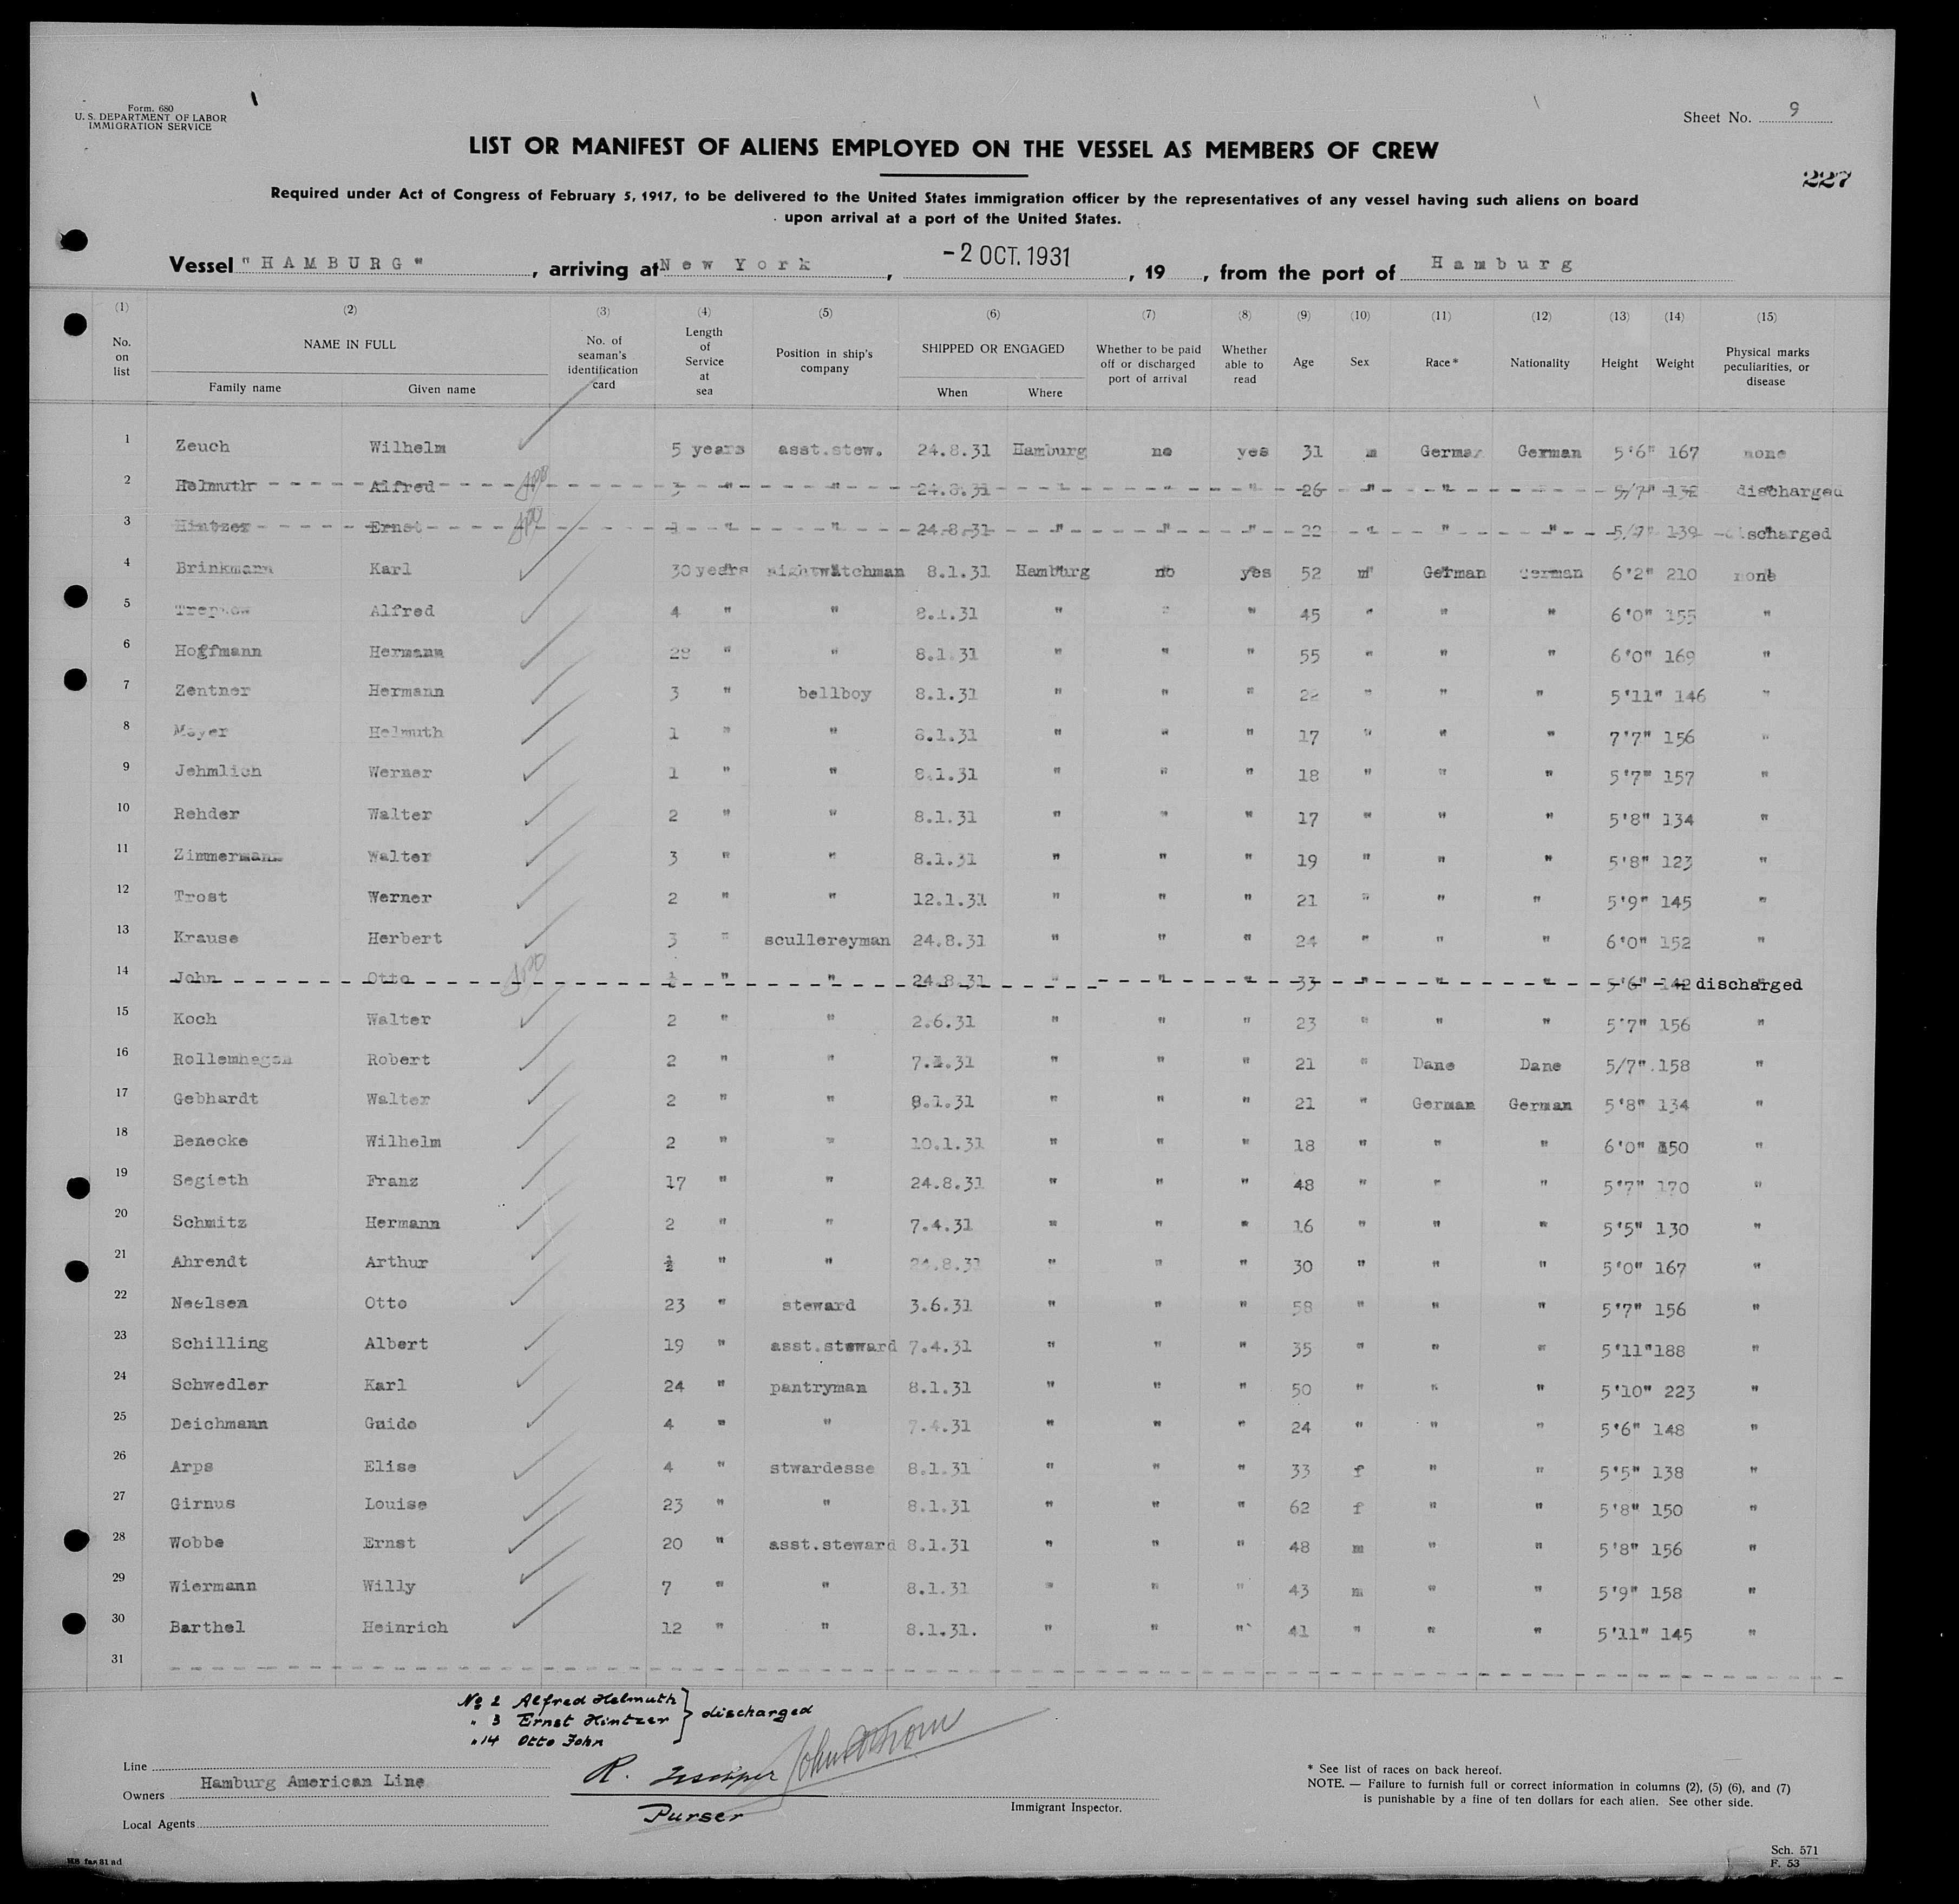 Form. 680
U. S. DEPARTMENT OF LABOR
IMMIGRATION SERVICE
Sheet No. 9
LIST OR MANIFEST OF ALIENS EMPLOYED ON THE VESSEL AS MEMBERS OF CREW
227
Required under Act of Congress of February 5, 1917, to be delivered to the United States immigration officer by the representatives of any vessel having such aliens on board
upon arrival at a port of the United States.
Vessel "HAMBURG", arriving at New York, -2 OCT. 1931, 19 , from the port of Hamburg
(1) (2) (3) (4) (5) (6) (7) (8) (9) (10) (11) (12) (13) (14) (15)
No. on list NAME IN FULL Family name Given name No. of seaman's identification card Length of Service at sea Position in ship's company SHIPPED OR ENGAGED When Where Whether to be paid off or discharged port of arrival Whether able to read Age Sex Race* Nationality Height Weight Physical marks peculiarities, or disease
1 Zeuch Wilhelm 5 years asst.stew. 24.8.31 Hamburg no yes 31 m German German 5'6" 167 none
2 Helmuth Alfred " " 24.8.31 " " " 26 " " 5/7" 132 discharged
3 Hintzer Ernst " " 24.8.31 " " " 22 " " " 5/7" 139 discharged
4 Brinkmann Karl 30 years nightwatchman 8.1.31 Hamburg no yes 52 m German German 6'2" 210 none
5 Treptow Alfred 4 " " 8.1.31 " " " 45 " " " 6'0" 155 "
6 Hoffmann Hermann 28 " " 8.1.31 " " " 55 " " " 6'0" 169 "
7 Zentner Hermann 3 " bellboy 8.1.31 " " " 22 " " " 5'11" 146 "
8 Meyer Helmuth 1 " " 8.1.31 " " " 17 " " " 7'7" 156 "
9 Jehmlich Werner 1 " " 8.1.31 " " " 18 " " " 5'7" 157 "
10 Rehder Walter 2 " " 8.1.31 " " " 17 " " " 5'8" 134 "
11 Zimmermann Walter 3 " " 8.1.31 " " " 19 " " " 5'8" 123 "
12 Trost Werner 2 " " 12.1.31 " " " 21 " " " 5'9" 145 "
13 Krause Herbert 3 " scullereyman 24.8.31 " " " 24 " " " 6'0" 152 "
14 John Otto " " 24.8.31 " " " 33 " " " 5'6" 142 discharged
15 Koch Walter 2 " " 2.6.31 " " " 23 " " " 5'7" 156 "
16 Rollemhagen Robert 2 " " " " " 21 " Dane Dane 5/7" 158 "
17 Gebhardt Walter 2 " " 8.1.31 " " " 21 " German German 5'8" 134 "
18 Benecke Wilhelm 2 " " 10.1.31 " " " 18 " " " 6'0" 150 "
19 Segieth Franz 17 " " 24.8.31 " " " 48 " " " 5'7" 170 "
20 Schmitz Hermann 2 " " 7.4.31 " " " 16 " " " 5'5" 130 "
21 Ahrendt Arthur ½ " " 24.8.31 " " " 30 " " " 5'0" 167 "
22 Neelsen Otto 23 " steward 3.6.31 " " " 58 " " " 5'7" 156 "
23 Schilling Albert 19 " asst.steward 7.4.31 " " " 35 " " " 5'11" 188 "
24 Schwedler Karl 24 " pantryman 8.1.31 " " " 50 " " " 5'10" 223 "
25 Deichmann Guido 4 " " 7.4.31 " " " 24 " " " 5'6" 148 "
26 Arps Elise 4 " stwardesse 8.1.31 " " " 33 f " " 5'5" 138 "
27 Girnus Louise 23 " " 8.1.31 " " " 62 f " " 5'8" 150 "
28 Wobbe Ernst 20 " asst.steward 8.1.31 " " " 48 m " " 5'8" 156 "
29 Wiermann Willy 7 " " 8.1.31 " " " 43 m " " 5'9" 158 "
30 Barthel Heinrich 12 " " 8.1.31. " " " 41 " " " 5'11" 145 "
31
No 2 Alfred Helmuth
" 3 Ernst Hintzer } discharged
" 14 Otto John
Line
Owners Hamburg American Line
Local Agents
R.
Purser
Immigrant Inspector.
* See list of races on back hereof.
NOTE. — Failure to furnish full or correct information in columns (2), (5) (6), and (7)
is punishable by a fine of ten dollars for each alien. See other side.
Sch. 571
F. 53